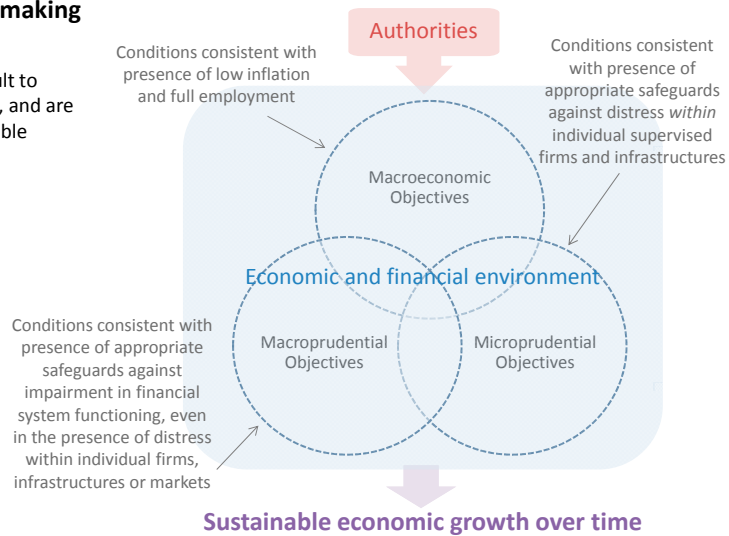 making
ult to
, and are
ble
Authorities
Conditions consistent with
presence of low inflation
and full employment
Conditions consistent
with presence of
appropriate safeguards
against distress within
individual supervised
firms and infrastructures
Macroeconomic
Objectives
Economic and financial environment
Macroprudential
Objectives
Microprudential
Objectives
Conditions consistent with
presence of appropriate
safeguards against
impairment in financial
system functioning, even
in the presence of distress
within individual firms,
infrastructures or markets
Sustainable economic growth over time